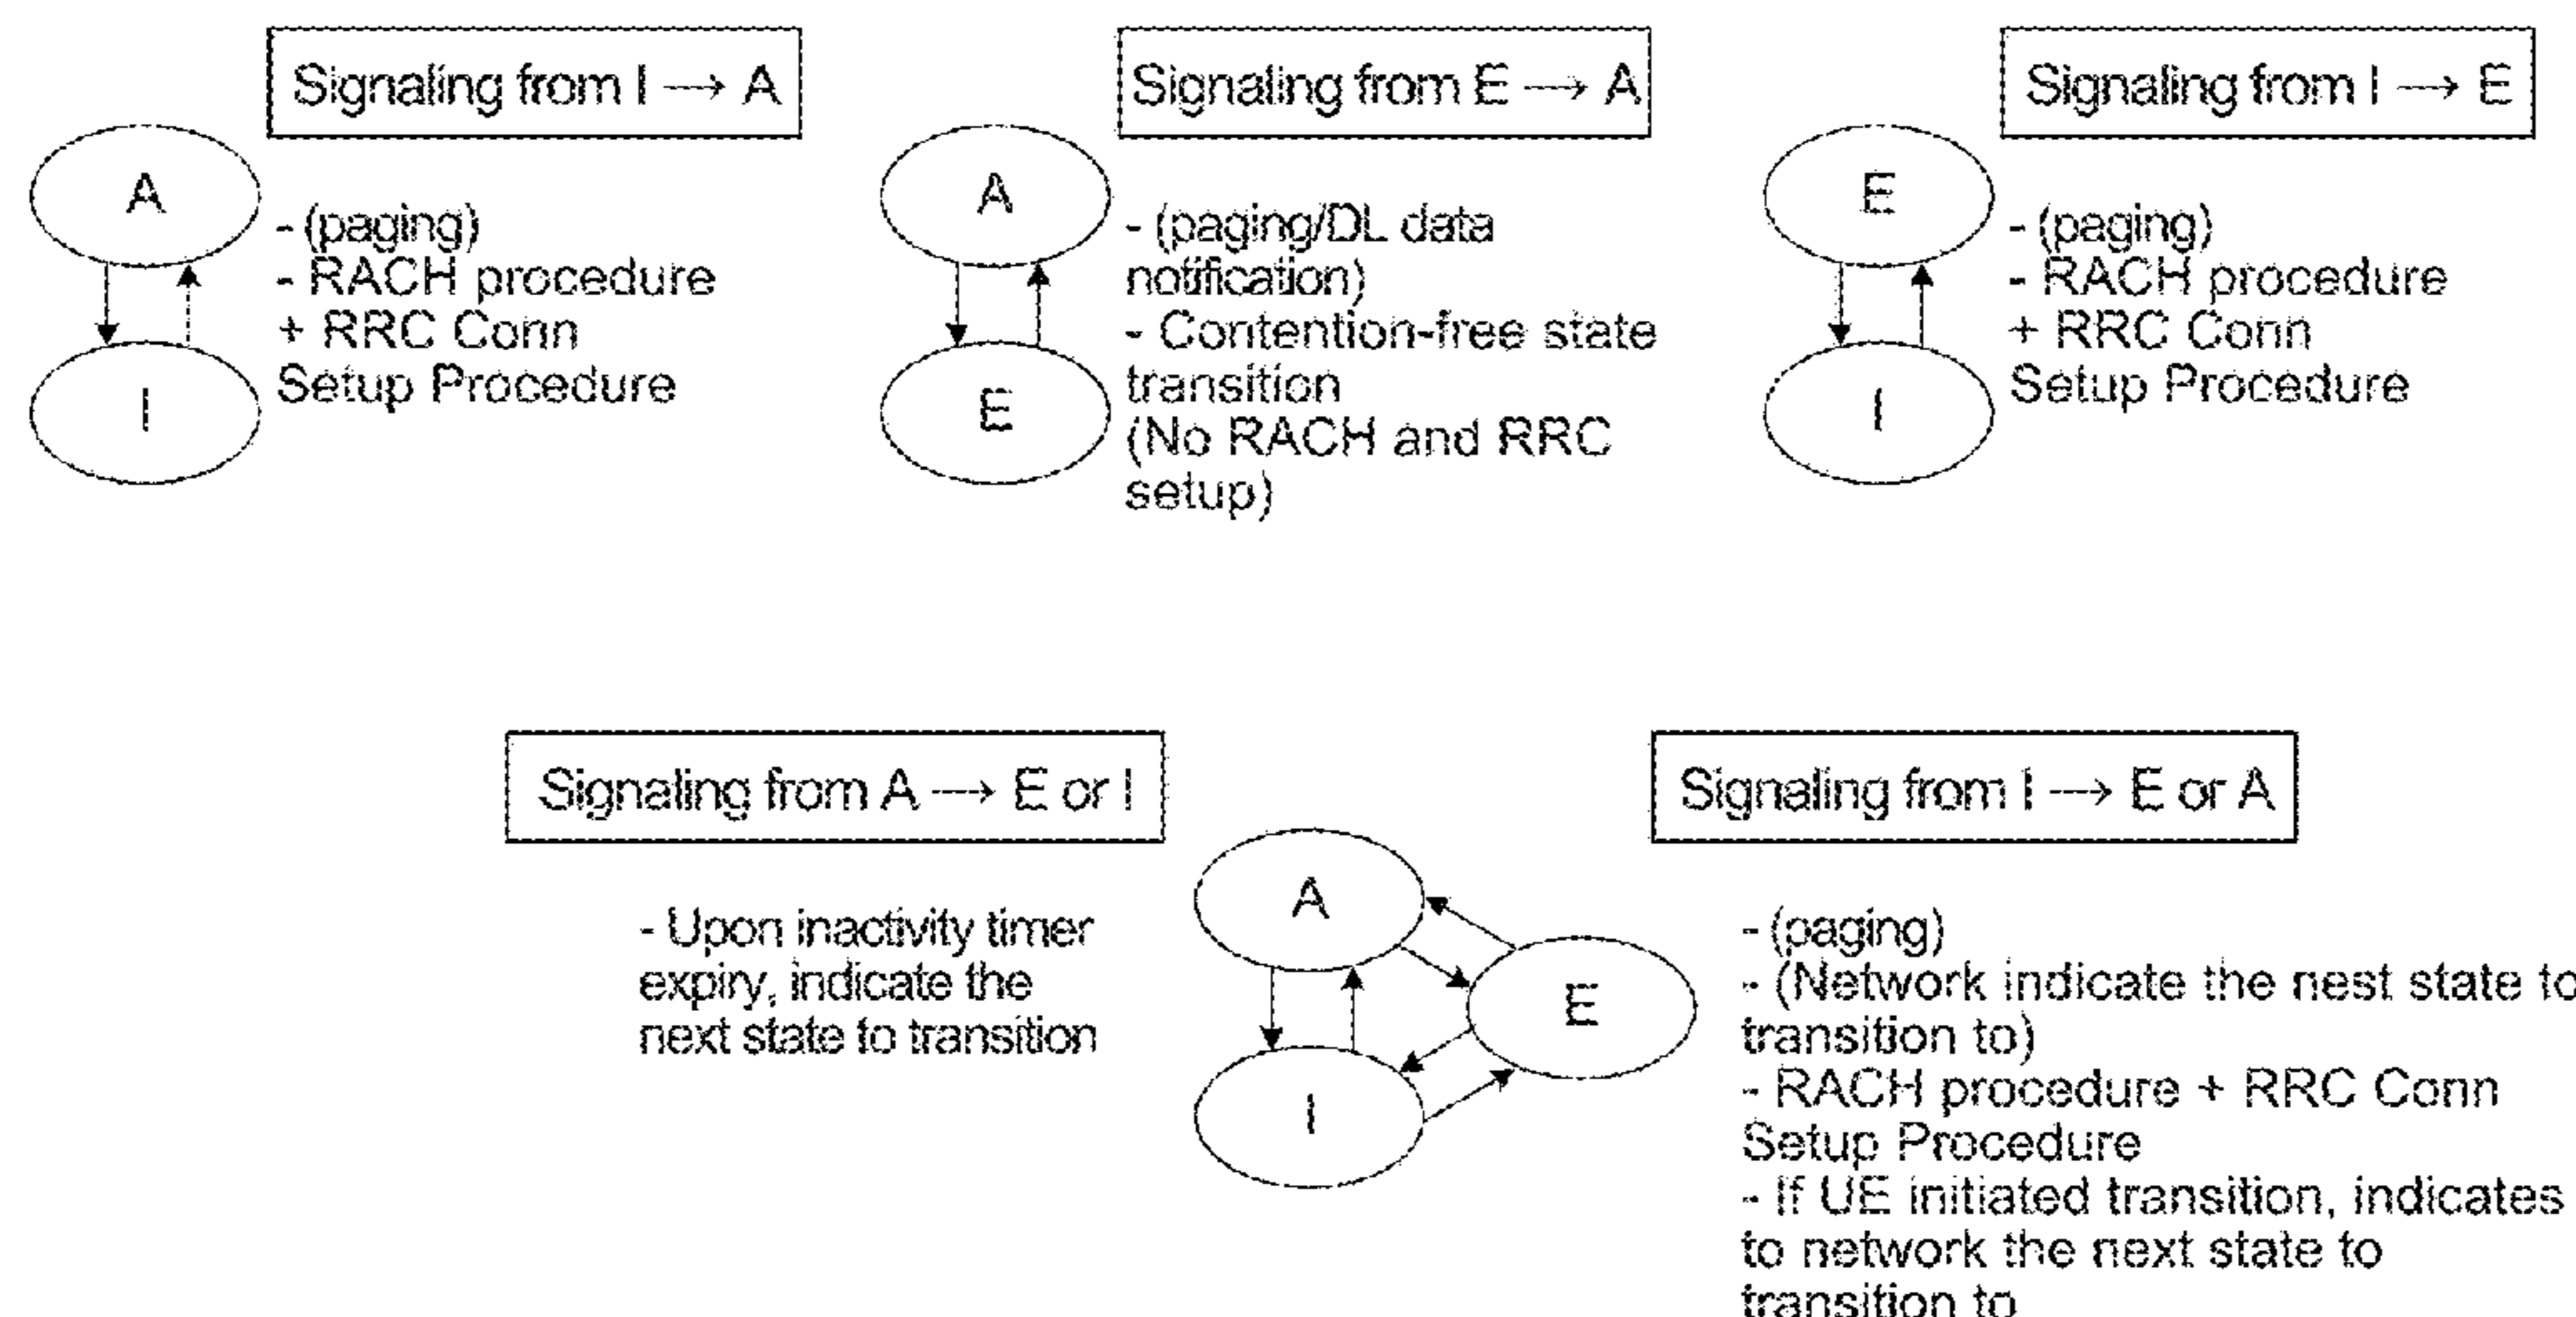 Signaling from I → A
A
I
- (paging)
- RACH procedure
+ RRC Conn
Setup Procedure
Signaling from E → A
A
E
- (paging/DL data
notification)
- Contention-free state
transition
(No RACH and RRC
setup)
Signaling from I → E
E
I
- (paging)
- RACH procedure
+ RRC Conn
Setup Procedure
Signaling from A → E or I
- Upon inactivity timer
expiry, indicate the
next state to transition
A
E
I
Signaling from I → E or A
- (paging)
- (Network indicate the nest state to
transition to)
- RACH procedure + RRC Conn
Setup Procedure
- If UE initiated transition, indicates
to network the next state to
transition to